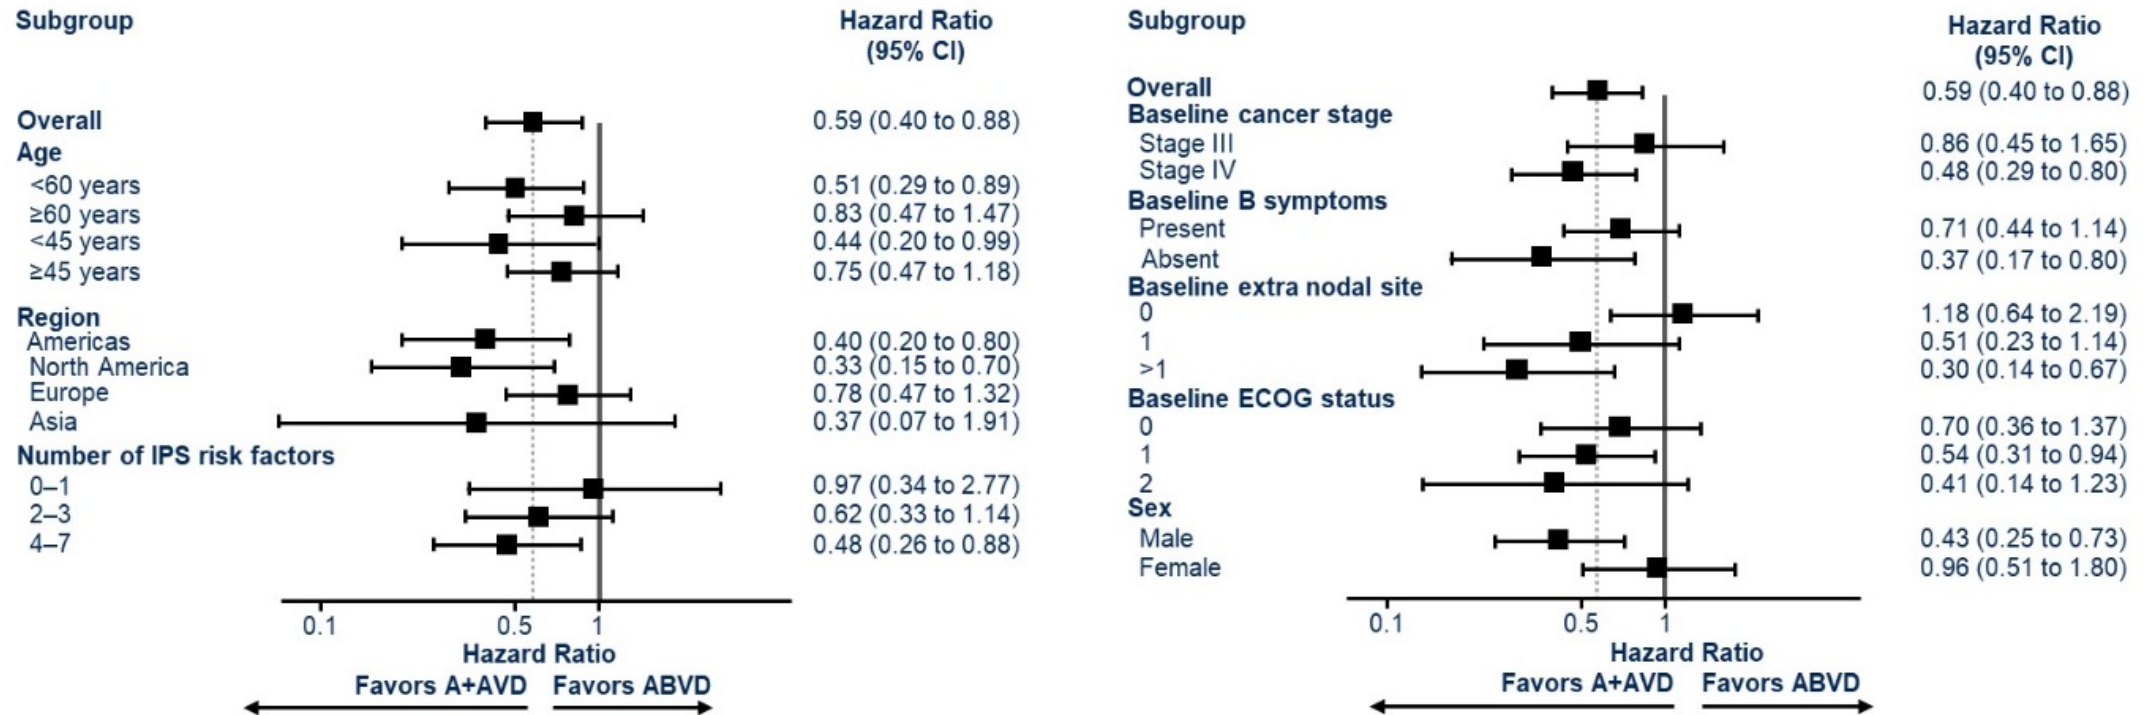 Subgroup
Hazard Ratio
(95% CI)
Overall 0.59 (0.40 to 0.88)
Age
<60 years 0.51 (0.29 to 0.89)
≥60 years 0.83 (0.47 to 1.47)
<45 years 0.44 (0.20 to 0.99)
≥45 years 0.75 (0.47 to 1.18)
Region
Americas 0.40 (0.20 to 0.80)
North America 0.33 (0.15 to 0.70)
Europe 0.78 (0.47 to 1.32)
Asia 0.37 (0.07 to 1.91)
Number of IPS risk factors
0–1 0.97 (0.34 to 2.77)
2–3 0.62 (0.33 to 1.14)
4–7 0.48 (0.26 to 0.88)
0.1 0.5 1
Hazard Ratio
Favors A+AVD Favors ABVD
Subgroup
Hazard Ratio
(95% CI)
Overall 0.59 (0.40 to 0.88)
Baseline cancer stage
Stage III 0.86 (0.45 to 1.65)
Stage IV 0.48 (0.29 to 0.80)
Baseline B symptoms
Present 0.71 (0.44 to 1.14)
Absent 0.37 (0.17 to 0.80)
Baseline extra nodal site
0 1.18 (0.64 to 2.19)
1 0.51 (0.23 to 1.14)
>1 0.30 (0.14 to 0.67)
Baseline ECOG status
0 0.70 (0.36 to 1.37)
1 0.54 (0.31 to 0.94)
2 0.41 (0.14 to 1.23)
Sex
Male 0.43 (0.25 to 0.73)
Female 0.96 (0.51 to 1.80)
0.1 0.5 1
Hazard Ratio
Favors A+AVD Favors ABVD